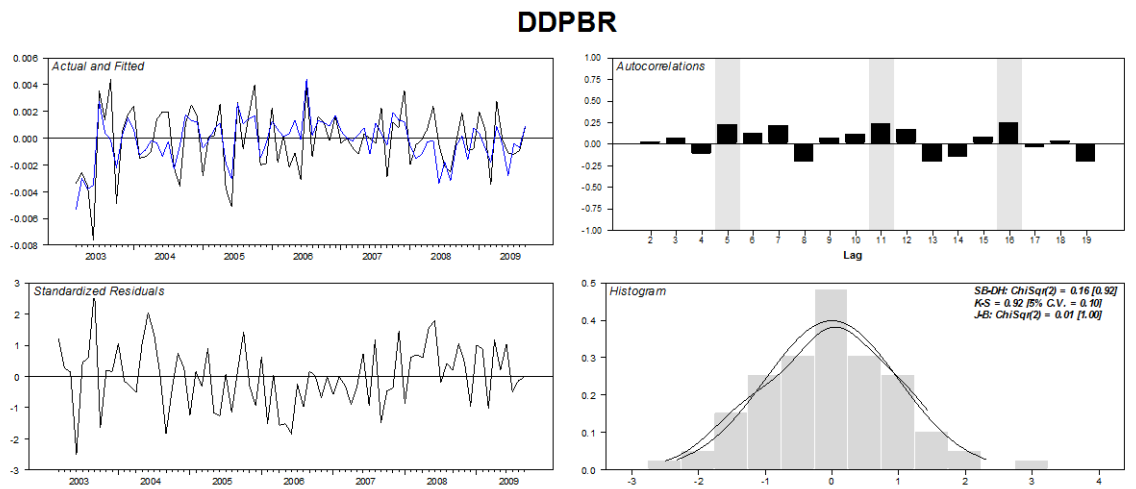 DDPBR
Actual and Fitted
0.006
0.004
0.002
0.000
-0.002
-0.004
-0.006
-0.008
2003 2004 2005 2006 2007 2008 2009
Autocorrelations
1.00
0.75
0.50
0.25
0.00
-0.25
-0.50
-0.75
-1.00
2 3 4 5 6 7 8 9 10 11 12 13 14 15 16 17 18 19
Lag
Standardized Residuals
3
2
1
0
-1
-2
-3
2003 2004 2005 2006 2007 2008 2009
Histogram
SB-DH: ChiSqr(2) = 0.16 [0.92]
K-S = 0.92 [5% C.V. = 0.10]
J-B: ChiSqr(2) = 0.01 [1.00]
0.5
0.4
0.3
0.2
0.1
0.0
-3 -2 -1 0 1 2 3 4